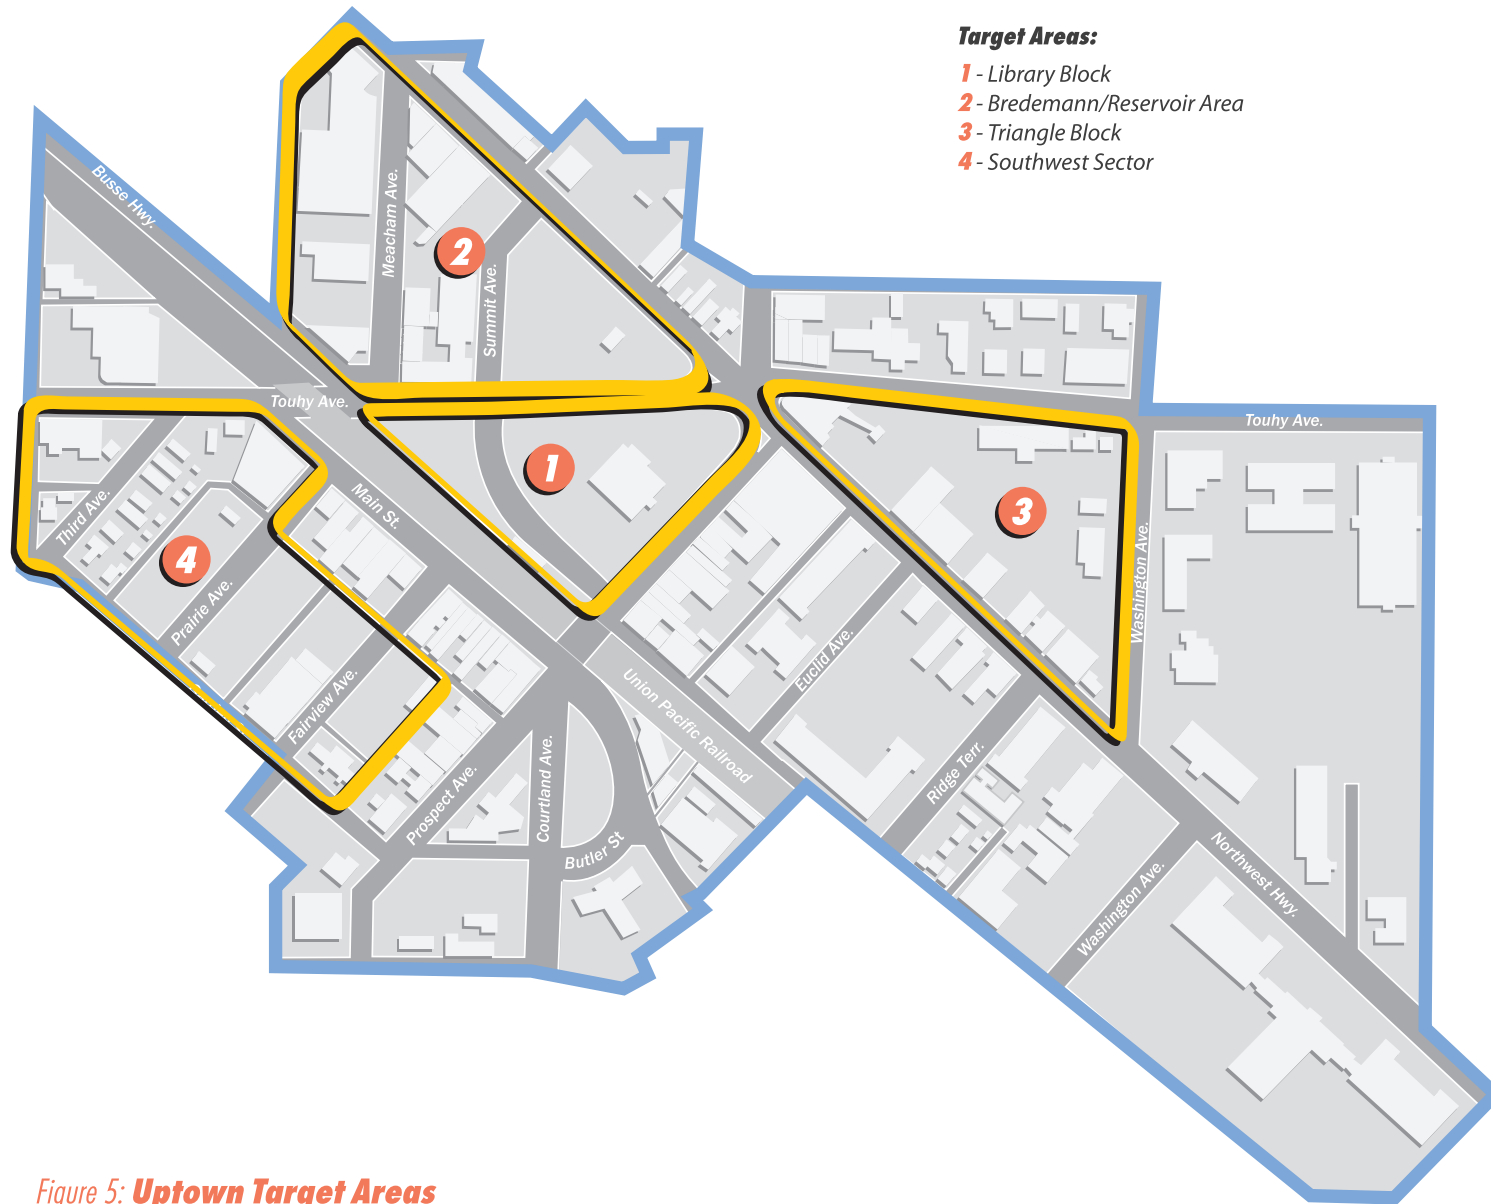 Target Areas:
1 - Library Block
2 - Bredemann/Reservoir Area
3 - Triangle Block
4 - Southwest Sector
Busse Hwy.
Meacham Ave.
2
Summit Ave.
Touhy Ave.
Touhy Ave.
1
Main St.
3
Third Ave.
4
Washington Ave.
Prairie Ave.
Euclid Ave.
Fairview Ave.
Union Pacific Railroad
Ridge Terr.
Courtland Ave.
Prospect Ave.
Butler St
Northwest Hwy.
Washington Ave.
Figure 5: Uptown Target Areas